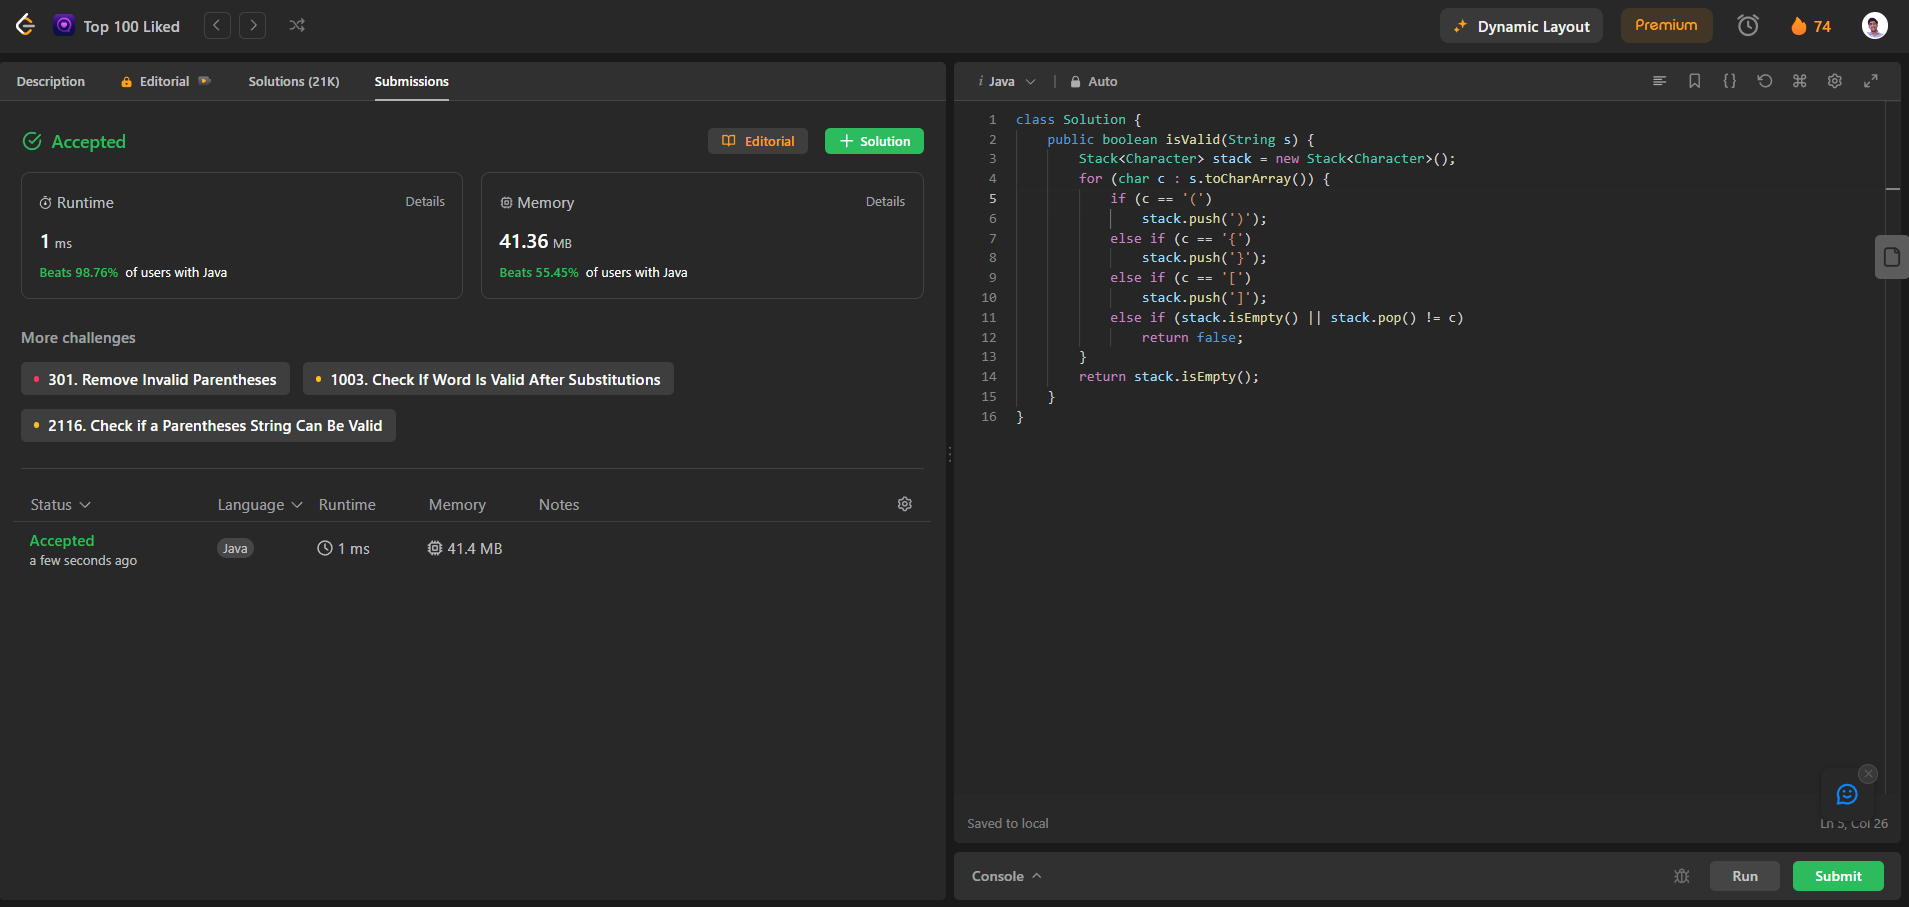 Top 100 Liked
Dynamic Layout
Premium
74
Description
Editorial
Solutions (21K)
Submissions
Accepted
Editorial
+ Solution
Runtime
Details
1 ms
Beats 98.76% of users with Java
Memory
Details
41.36 MB
Beats 55.45% of users with Java
More challenges
301. Remove Invalid Parentheses
1003. Check If Word Is Valid After Substitutions
2116. Check if a Parentheses String Can Be Valid
Status Language Runtime Memory Notes
Accepted
a few seconds ago
Java
1 ms
41.4 MB
i Java
Auto
{}
1 class Solution {
2     public boolean isValid(String s) {
3         Stack<Character> stack = new Stack<Character>();
4         for (char c : s.toCharArray()) {
5             if (c == '(')
6                 stack.push(')');
7             else if (c == '{')
8                 stack.push('}');
9             else if (c == '[')
10                 stack.push(']');
11             else if (stack.isEmpty() || stack.pop() != c)
12                 return false;
13         }
14         return stack.isEmpty();
15     }
16 }
Saved to local
Ln 5, Col 26
Console
Run
Submit